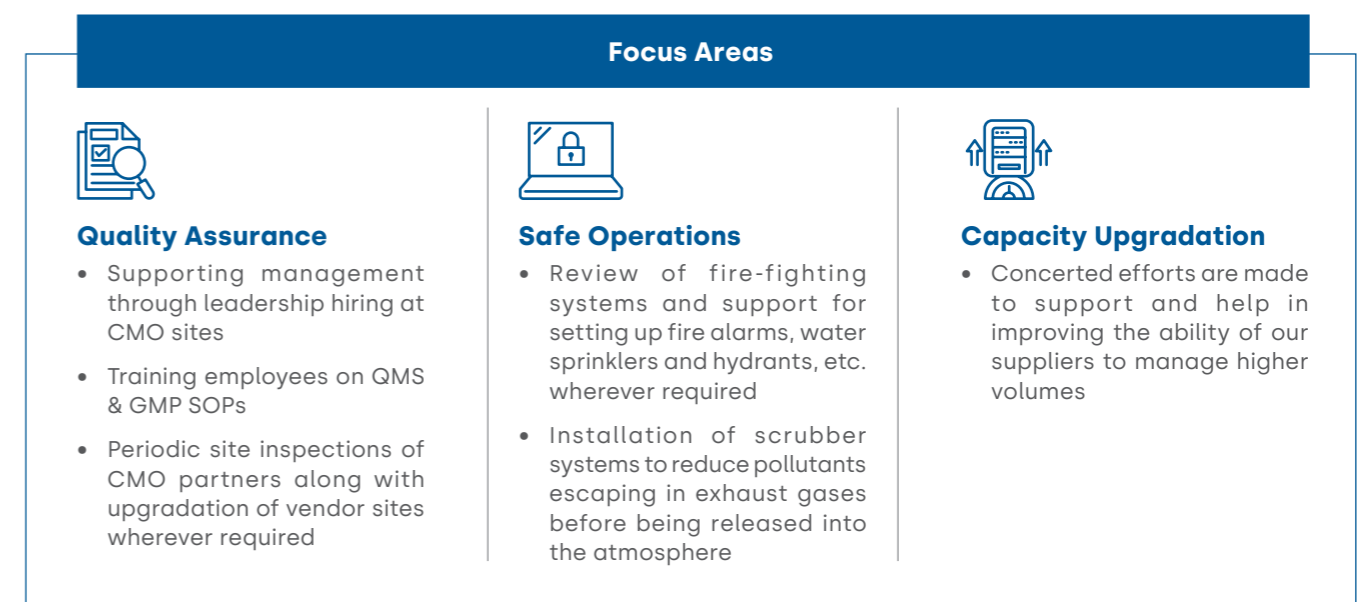 Focus Areas
Quality Assurance
• Supporting management
through leadership hiring at
CMO sites
• Training employees on QMS
& GMP SOPs
• Periodic site inspections of
CMO partners along with
upgradation of vendor sites
wherever required
Safe Operations
• Review of fire-fighting
systems and support for
setting up fire alarms, water
sprinklers and hydrants, etc.
wherever required
• Installation of scrubber
systems to reduce pollutants
escaping in exhaust gases
before being released into
the atmosphere
Capacity Upgradation
• Concerted efforts are made
to support and help in
improving the ability of our
suppliers to manage higher
volumes